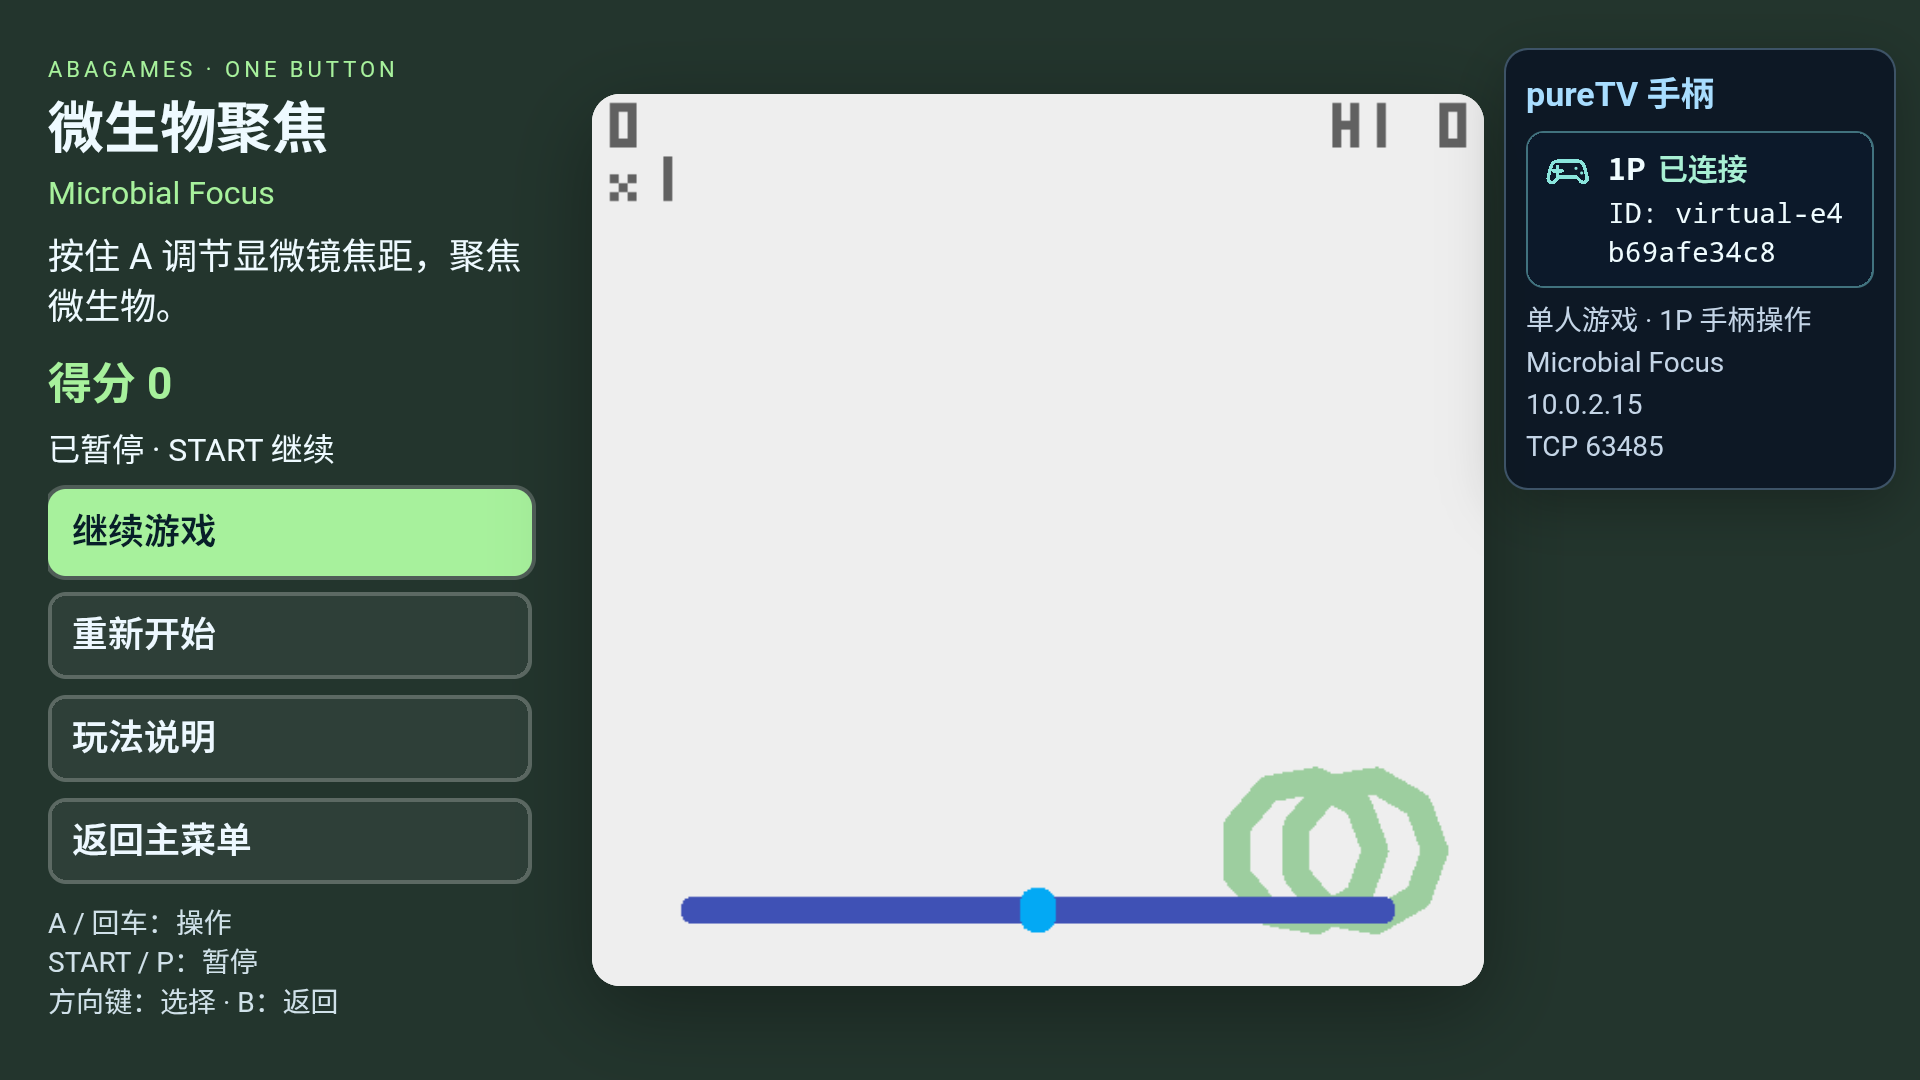 ABAGAMES · ONE BUTTON
微生物聚焦
Microbial Focus
按住 A 调节显微镜焦距，聚焦
微生物。
得分 0
已暂停 · START 继续
继续游戏
重新开始
玩法说明
返回主菜单
A / 回车：操作
START / P：暂停
方向键：选择 · B：返回
0
HI 0
x1
pureTV 手柄
1P 已连接
ID: virtual-e4
b69afe34c8
单人游戏 · 1P 手柄操作
Microbial Focus
10.0.2.15
TCP 63485